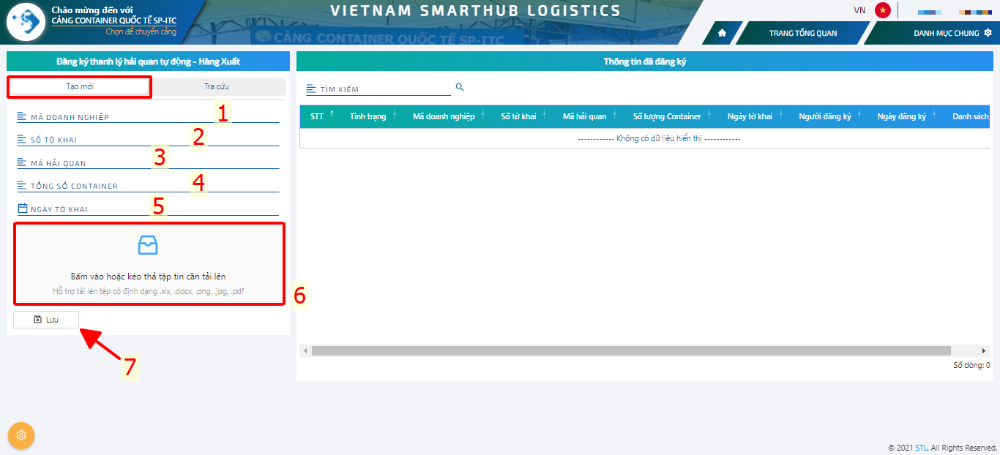 Chào mừng đến với
CẢNG CONTAINER QUỐC TẾ SP-ITC
Chọn để chuyển cảng
VIETNAM SMARTHUB LOGISTICS
CẢNG CONTAINER QUỐC TẾ SP-ITC
VN
TRANG TỔNG QUAN
DANH MỤC CHUNG
Đăng ký thanh lý hải quan tự động - Hàng Xuất
Tạo mới
Tra cứu
MÃ DOANH NGHIỆP
1
SỐ TỜ KHAI
2
MÃ HẢI QUAN
3
TỔNG SỐ CONTAINER
4
NGÀY TỜ KHAI
5
Bấm vào hoặc kéo thả tập tin cần tải lên
Hỗ trợ tải lên tệp có định dạng .xlx, .docx, .png, .jpg, .pdf
6
Lưu
7
Thông tin đã đăng ký
TÌM KIẾM
STT Tình trạng Mã doanh nghiệp Số tờ khai Mã hải quan Số lượng Container Ngày tờ khai Người đăng ký Ngày đăng ký Danh sách
------------ Không có dữ liệu hiển thị ------------
Số dòng: 0
© 2021 STL. All Rights Reserved.